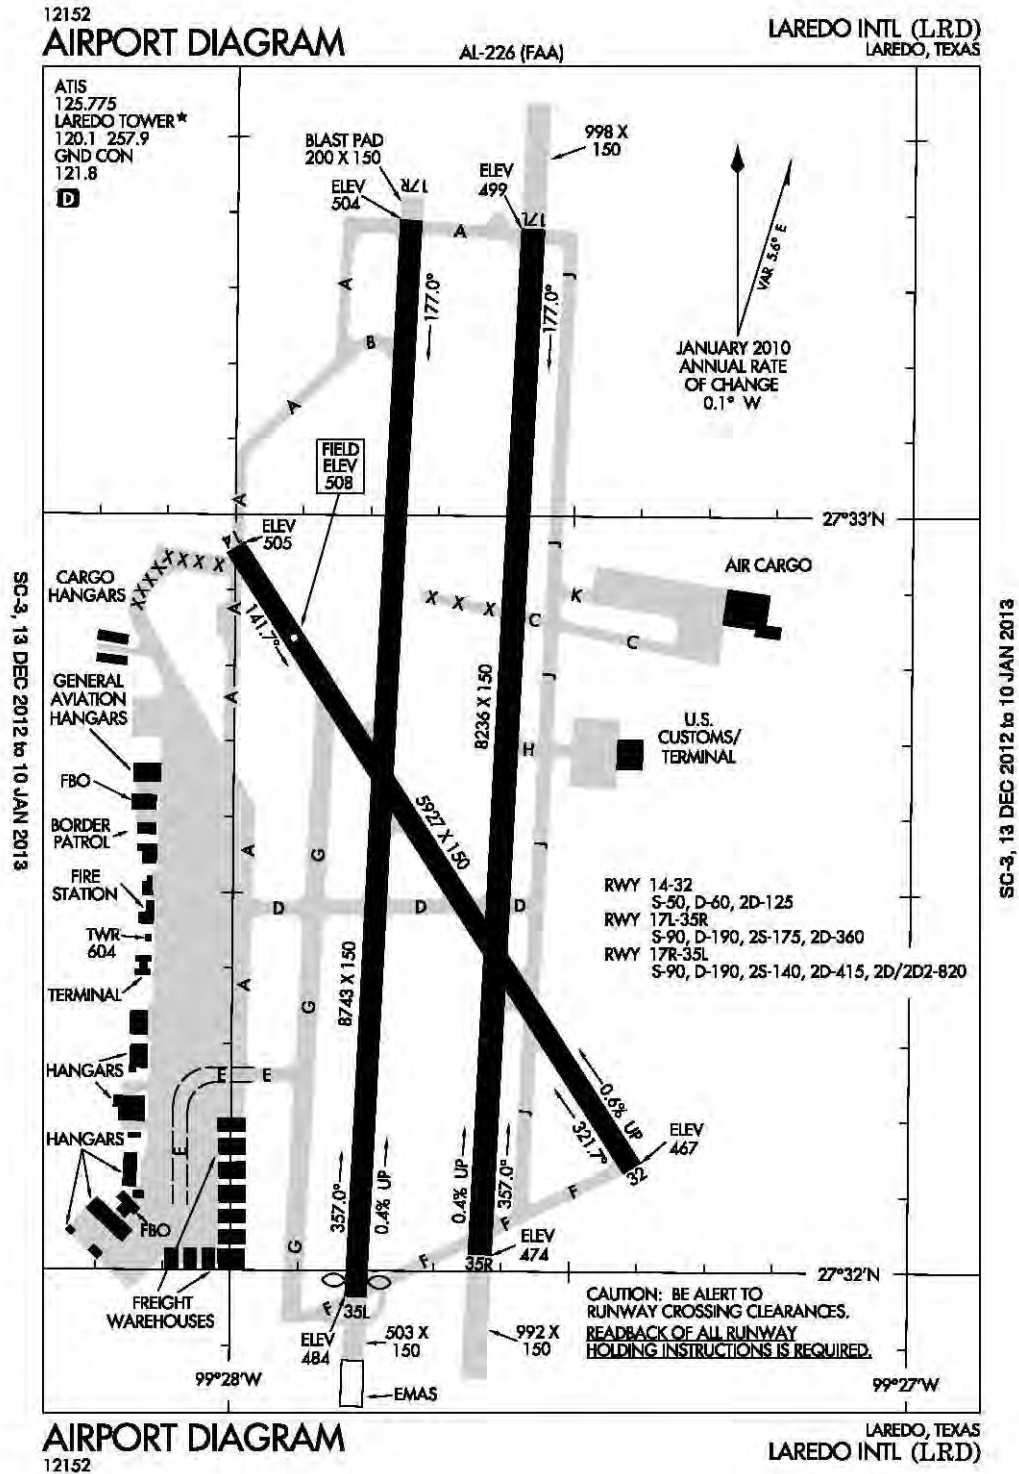 12152
AIRPORT DIAGRAM
AL-226 (FAA)
LAREDO INTL (LRD)
LAREDO, TEXAS
ATIS
125.775
LAREDO TOWER★
120.1 257.9
GND CON
121.8
D
BLAST PAD
200 X 150
ELEV
504
17R
ELEV
499
17L
998 X
150
A
J
A
177.0°
177.0°
VAR 5.6° E
B
JANUARY 2010
ANNUAL RATE
OF CHANGE
0.1° W
A
FIELD
ELEV
508
A
27°33'N
14
ELEV
505
J
X X X X X X X X
CARGO
HANGARS
AIR CARGO
A
141.7°
X X X
C
K
C
GENERAL
AVIATION
HANGARS
A
J
8236 X 150
U.S.
CUSTOMS/
TERMINAL
H
FBO
BORDER
PATROL
5927 X 150
A
G
J
FIRE
STATION
D
D
D
RWY 14-32
S-50, D-60, 2D-125
RWY 17L-35R
S-90, D-190, 2S-175, 2D-360
RWY 17R-35L
S-90, D-190, 2S-140, 2D-415, 2D/2D2-820
TWR
604
TERMINAL
A
G
8743 X 150
HANGARS
E
E
E
J
0.6% UP
321.7°
ELEV
467
32
HANGARS
FBO
357.0°
0.4% UP
0.4% UP
357.0°
F
F
F
G
ELEV
474
35R
27°32'N
FREIGHT
WAREHOUSES
F
35L
ELEV
484
503 X
150
992 X
150
CAUTION: BE ALERT TO
RUNWAY CROSSING CLEARANCES.
READBACK OF ALL RUNWAY
HOLDING INSTRUCTIONS IS REQUIRED.
99°28'W
EMAS
99°27'W
SC-3, 13 DEC 2012 to 10 JAN 2013
SC-3, 13 DEC 2012 to 10 JAN 2013
AIRPORT DIAGRAM
12152
LAREDO, TEXAS
LAREDO INTL (LRD)